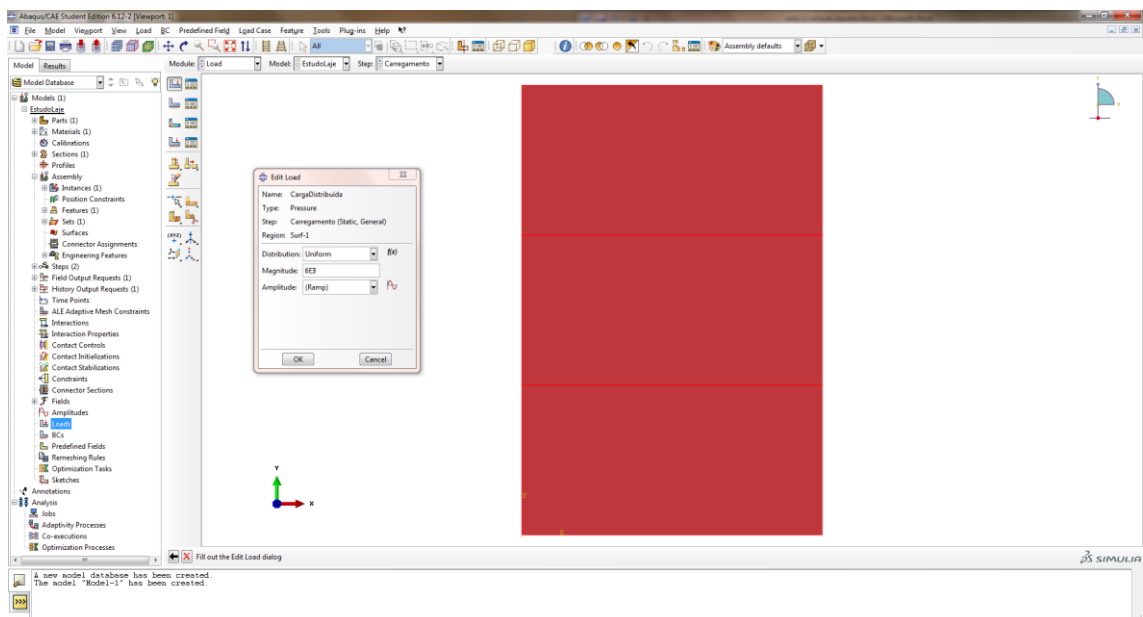 Abaqus/CAE Student Edition 6.12-2 [Viewport: 1]
File Model Viewport View Load BC Predefined Field Load Case Feature Tools Plug-ins Help
All
Assembly defaults
Model Results
Module: Load Model: EstudoLaje Step: Carregamento
Model Database
Models (1)
EstudoLaje
Parts (1)
Materials (1)
Calibrations
Sections (1)
Profiles
Assembly
Instances (1)
Position Constraints
Features (1)
Sets (1)
Surfaces
Connector Assignments
Engineering Features
Steps (2)
Field Output Requests (1)
History Output Requests (1)
Time Points
ALE Adaptive Mesh Constraints
Interactions
Interaction Properties
Contact Controls
Contact Initializations
Contact Stabilizations
Constraints
Connector Sections
Fields
Amplitudes
Loads
BCs
Predefined Fields
Remeshing Rules
Optimization Tasks
Sketches
Annotations
Analysis
Jobs
Adaptivity Processes
Co-executions
Optimization Processes
(XYZ)
Edit Load
Name: CargaDistribuída
Type: Pressure
Step: Carregamento (Static, General)
Region: Surf-1
Distribution: Uniform f(x)
Magnitude: 6E3
Amplitude: (Ramp)
OK Cancel
Y
X
Fill out the Edit Load dialog
SIMULIA
A new model database has been created.
The model "Model-1" has been created.
>>>